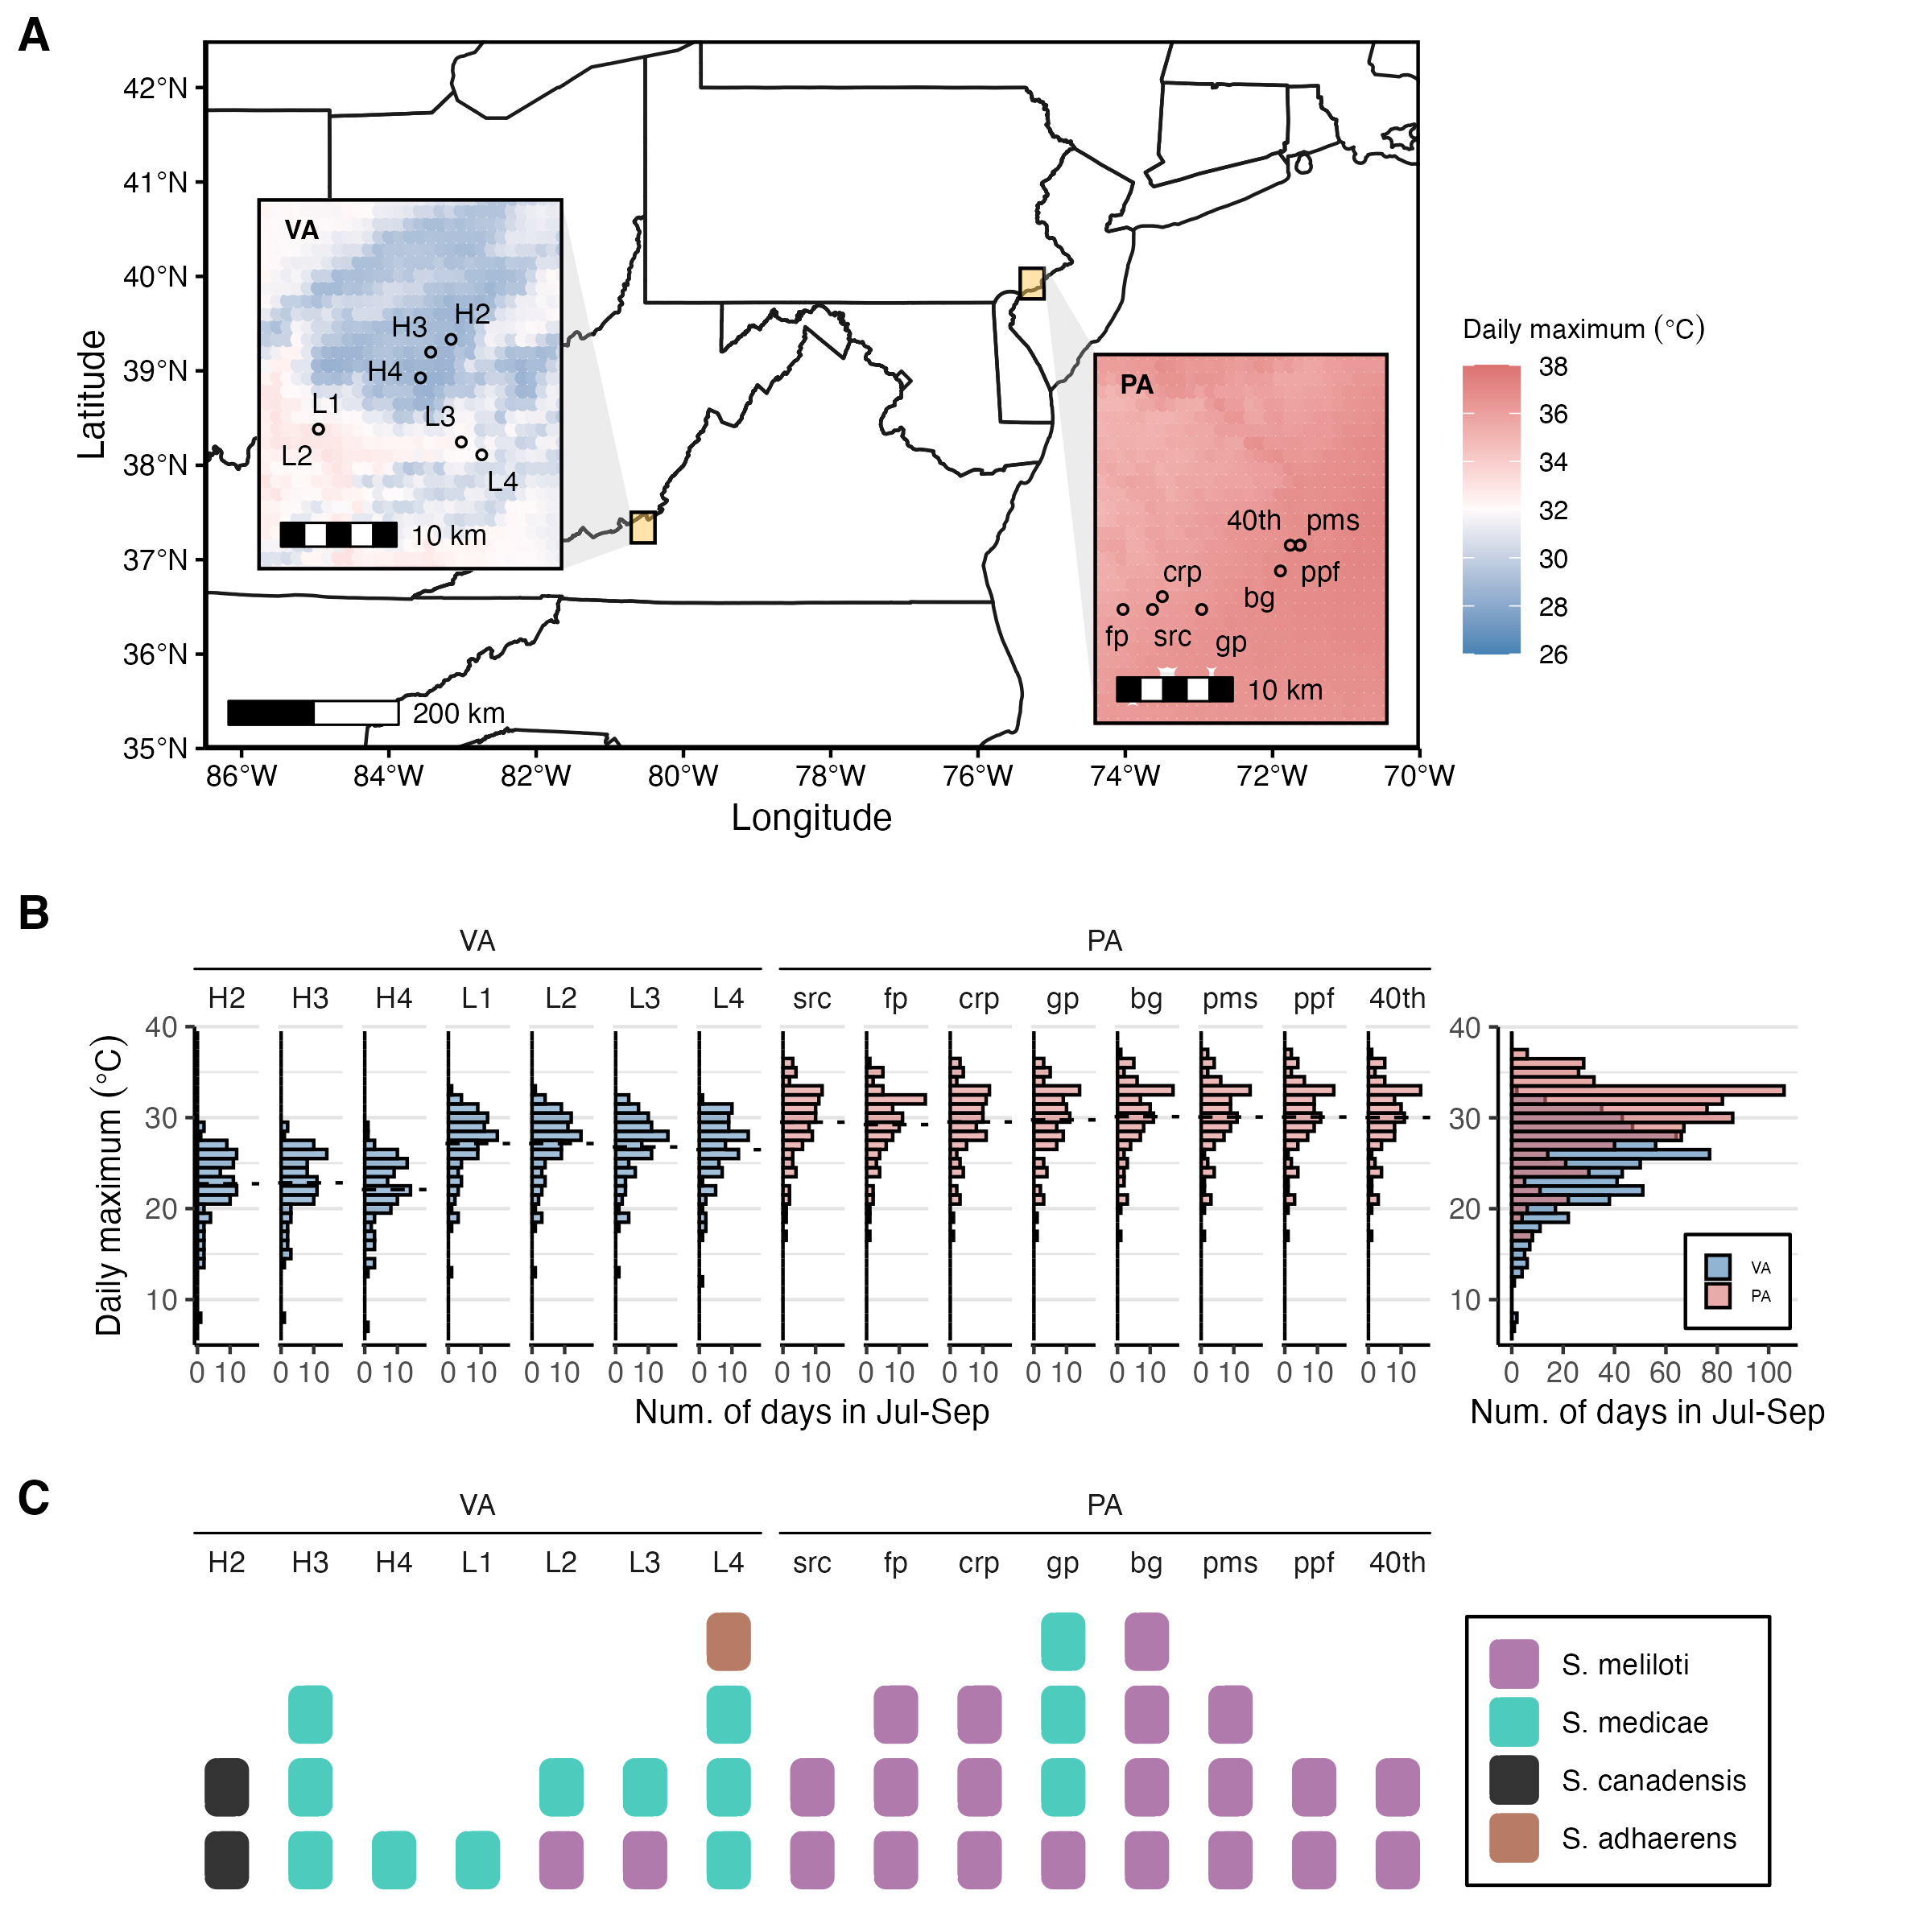 A
42°N
41°N
40°N
39°N
38°N
37°N
36°N
35°N
Latitude
86°W 84°W 82°W 80°W 78°W 76°W 74°W 72°W 70°W
Longitude
200 km
VA
H2
H3
H4
L1
L3
L2
L4
10 km
PA
40th pms
crp ppf
bg
fp src gp
10 km
Daily maximum (°C)
38
36
34
32
30
28
26
B
VA PA
H2 H3 H4 L1 L2 L3 L4 src fp crp gp bg pms ppf 40th
Daily maximum (°C)
40
30
20
10
0 10 0 10 0 10 0 10 0 10 0 10 0 10 0 10 0 10 0 10 0 10 0 10 0 10 0 10 0 10
Num. of days in Jul-Sep
40
30
20
10
VA
PA
0 20 40 60 80 100
Num. of days in Jul-Sep
C
VA PA
H2 H3 H4 L1 L2 L3 L4 src fp crp gp bg pms ppf 40th
S. meliloti
S. medicae
S. canadensis
S. adhaerens